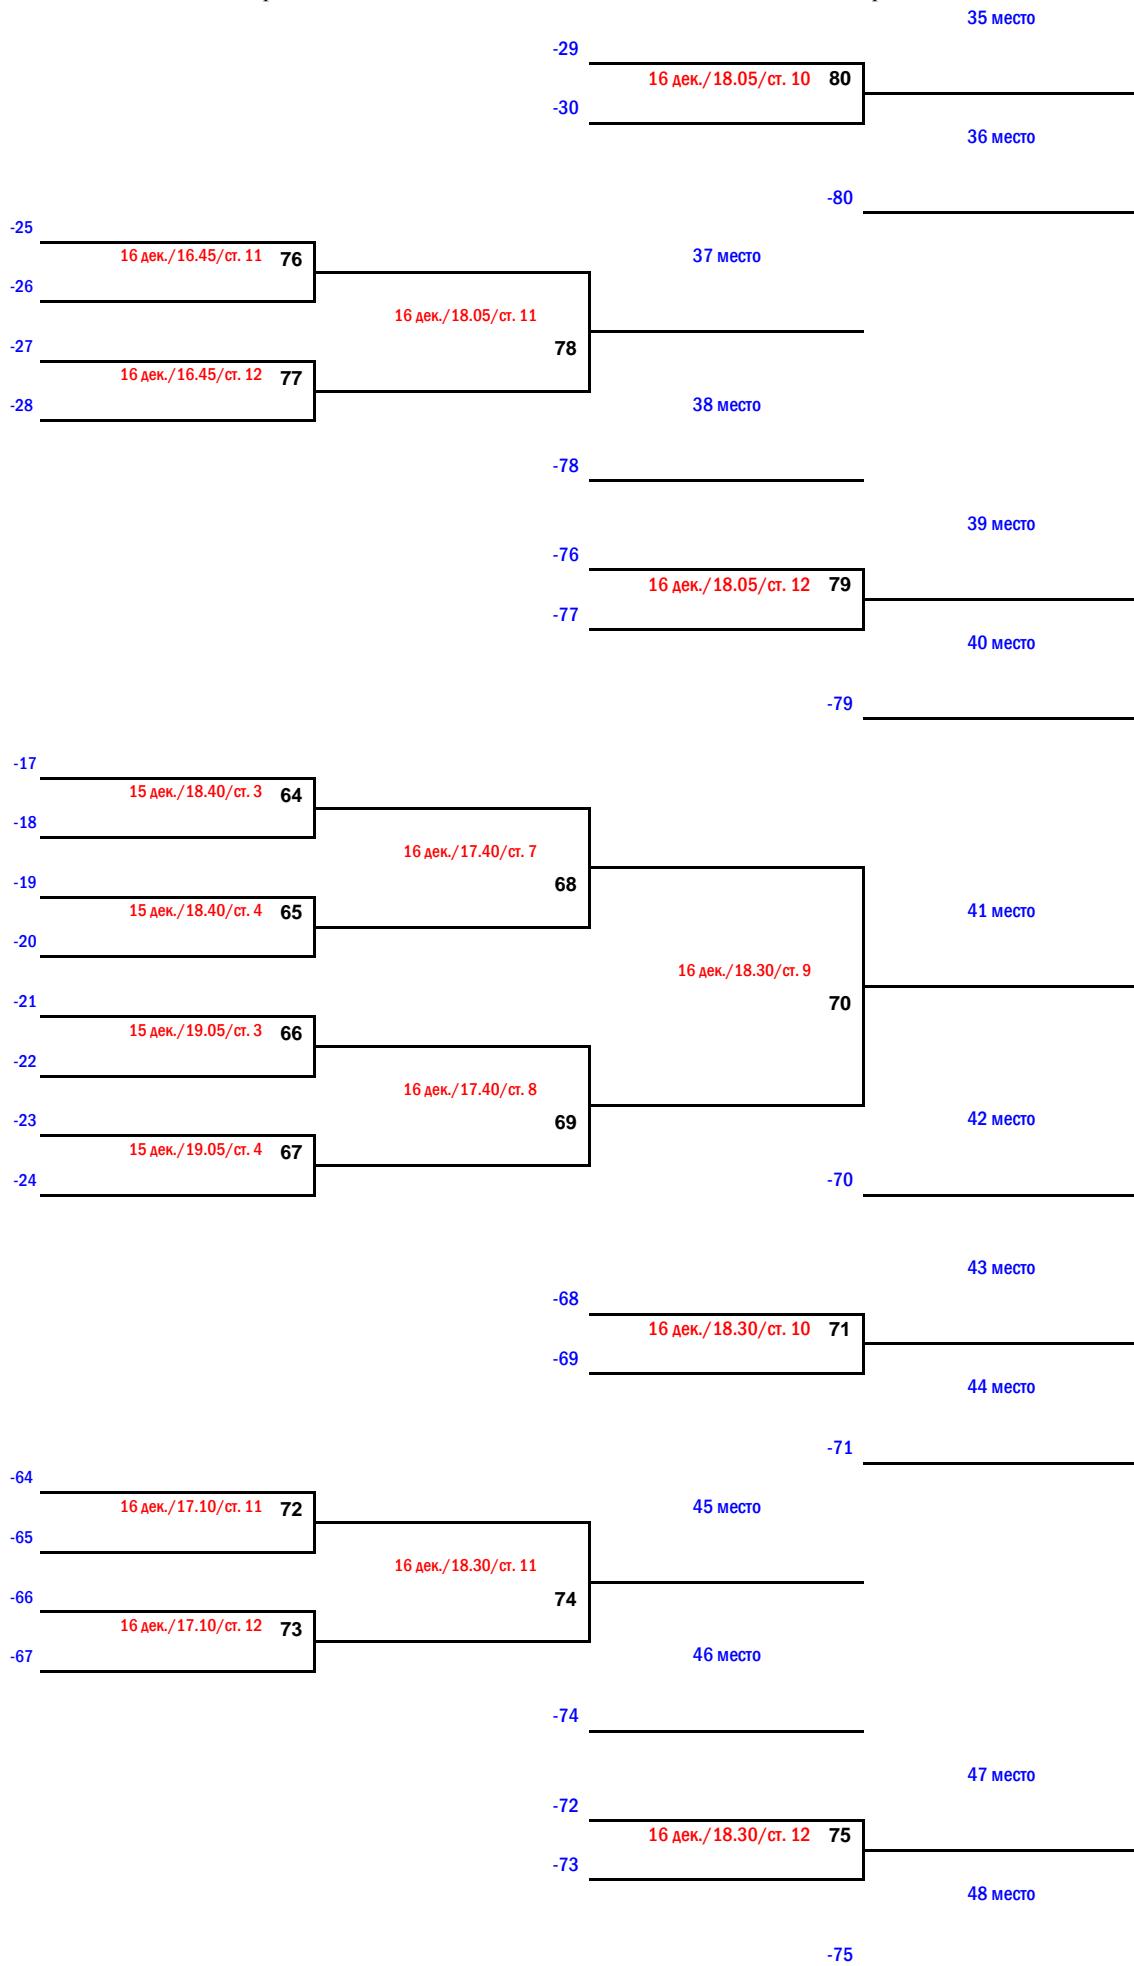 35 место
-29
16 дек./18.05/ст. 10 80
-30
36 место
-80
-25
16 дек./16.45/ст. 11 76
37 место
-26
16 дек./18.05/ст. 11
-27
78
16 дек./16.45/ст. 12 77
-28
38 место
-78
39 место
-76
16 дек./18.05/ст. 12 79
-77
40 место
-79
-17
15 дек./18.40/ст. 3 64
-18
16 дек./17.40/ст. 7
-19
68
15 дек./18.40/ст. 4 65
41 место
-20
16 дек./18.30/ст. 9
-21
70
15 дек./19.05/ст. 3 66
-22
16 дек./17.40/ст. 8
-23
69
42 место
15 дек./19.05/ст. 4 67
-24
-70
43 место
-68
16 дек./18.30/ст. 10 71
-69
44 место
-71
-64
16 дек./17.10/ст. 11 72
45 место
-65
16 дек./18.30/ст. 11
-66
74
16 дек./17.10/ст. 12 73
-67
46 место
-74
47 место
-72
16 дек./18.30/ст. 12 75
-73
48 место
-75